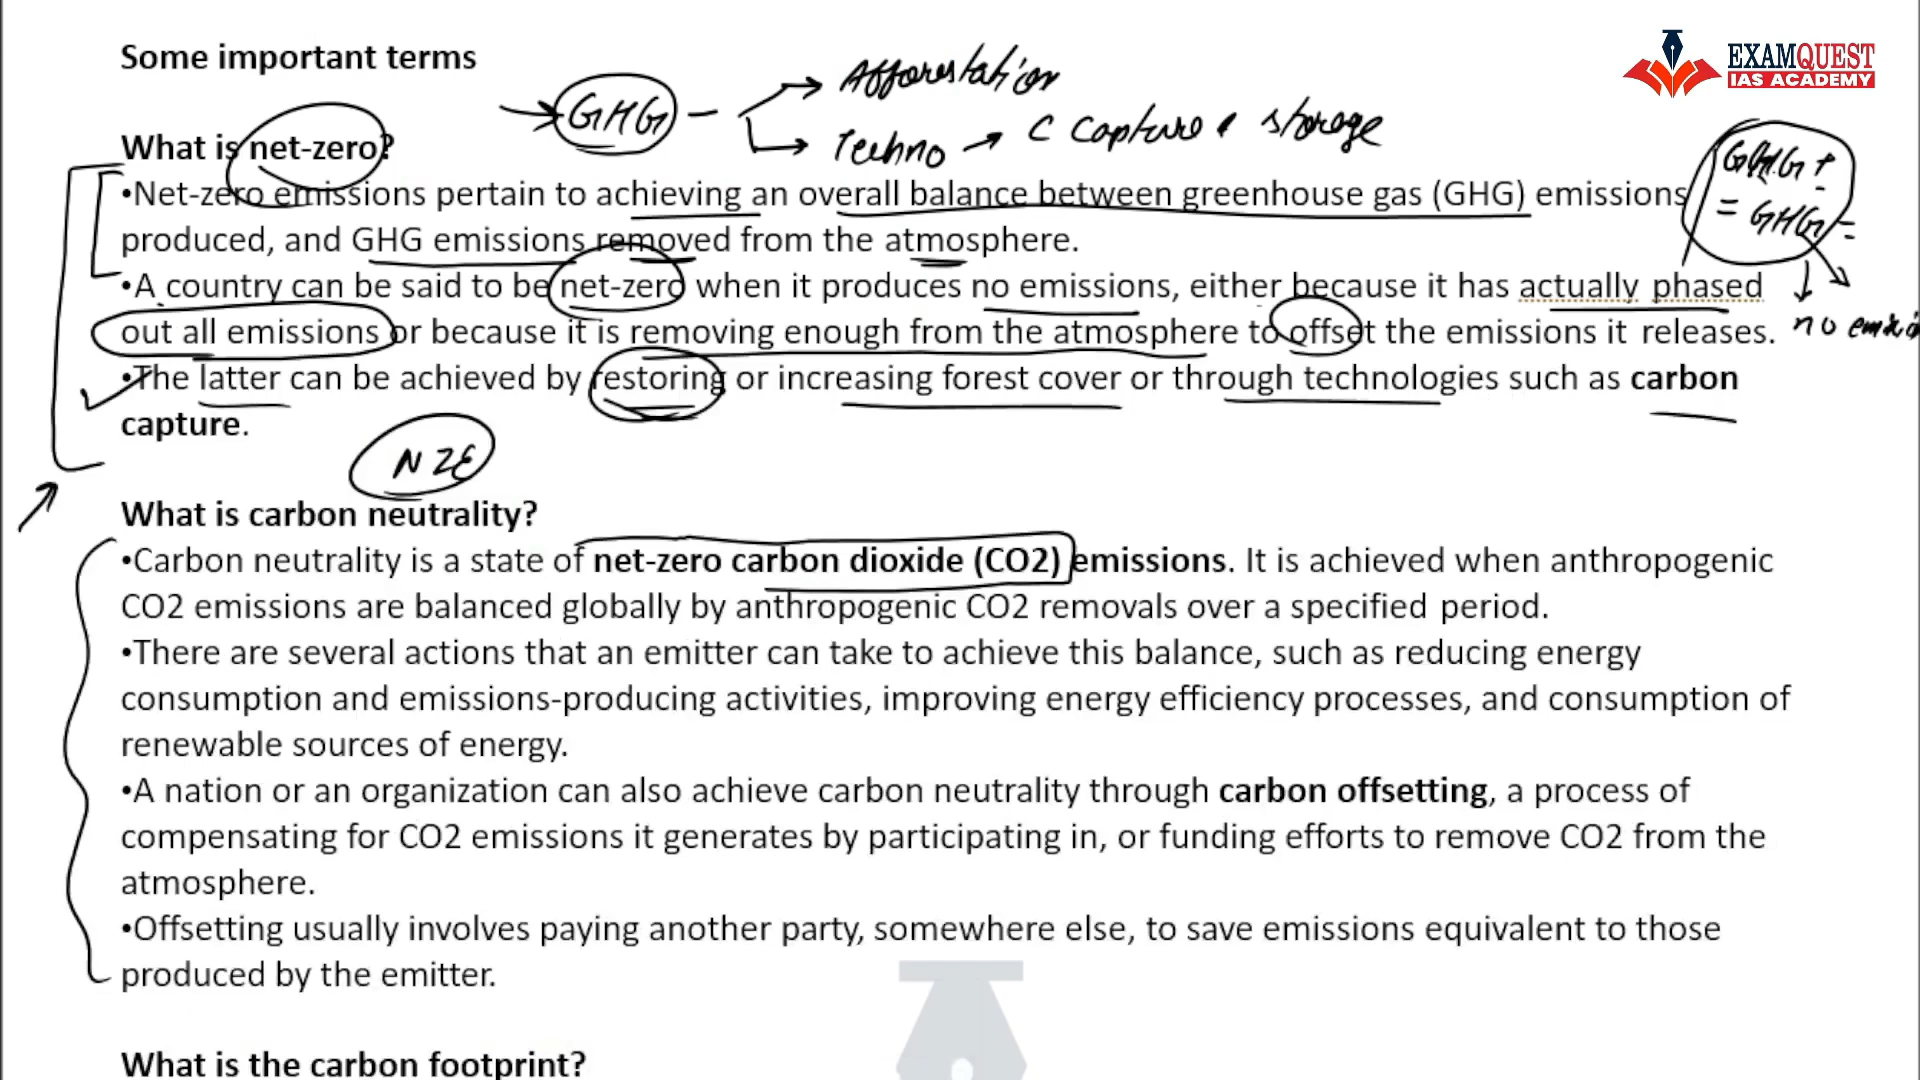 Some important terms
GHG - Afforestation
Techno → C Capture & storage
EXAMQUEST
IAS ACADEMY
What is net-zero?
GHG +
= GHG -
•Net-zero emissions pertain to achieving an overall balance between greenhouse gas (GHG) emissions
produced, and GHG emissions removed from the atmosphere.
•A country can be said to be net-zero when it produces no emissions, either because it has actually phased
out all emissions or because it is removing enough from the atmosphere to offset the emissions it releases.
no
•The latter can be achieved by restoring or increasing forest cover or through technologies such as carbon
capture.
NZE
What is carbon neutrality?
•Carbon neutrality is a state of net-zero carbon dioxide (CO2) emissions. It is achieved when anthropogenic
CO2 emissions are balanced globally by anthropogenic CO2 removals over a specified period.
•There are several actions that an emitter can take to achieve this balance, such as reducing energy
consumption and emissions-producing activities, improving energy efficiency processes, and consumption of
renewable sources of energy.
•A nation or an organization can also achieve carbon neutrality through carbon offsetting, a process of
compensating for CO2 emissions it generates by participating in, or funding efforts to remove CO2 from the
atmosphere.
•Offsetting usually involves paying another party, somewhere else, to save emissions equivalent to those
produced by the emitter.
What is the carbon footprint?